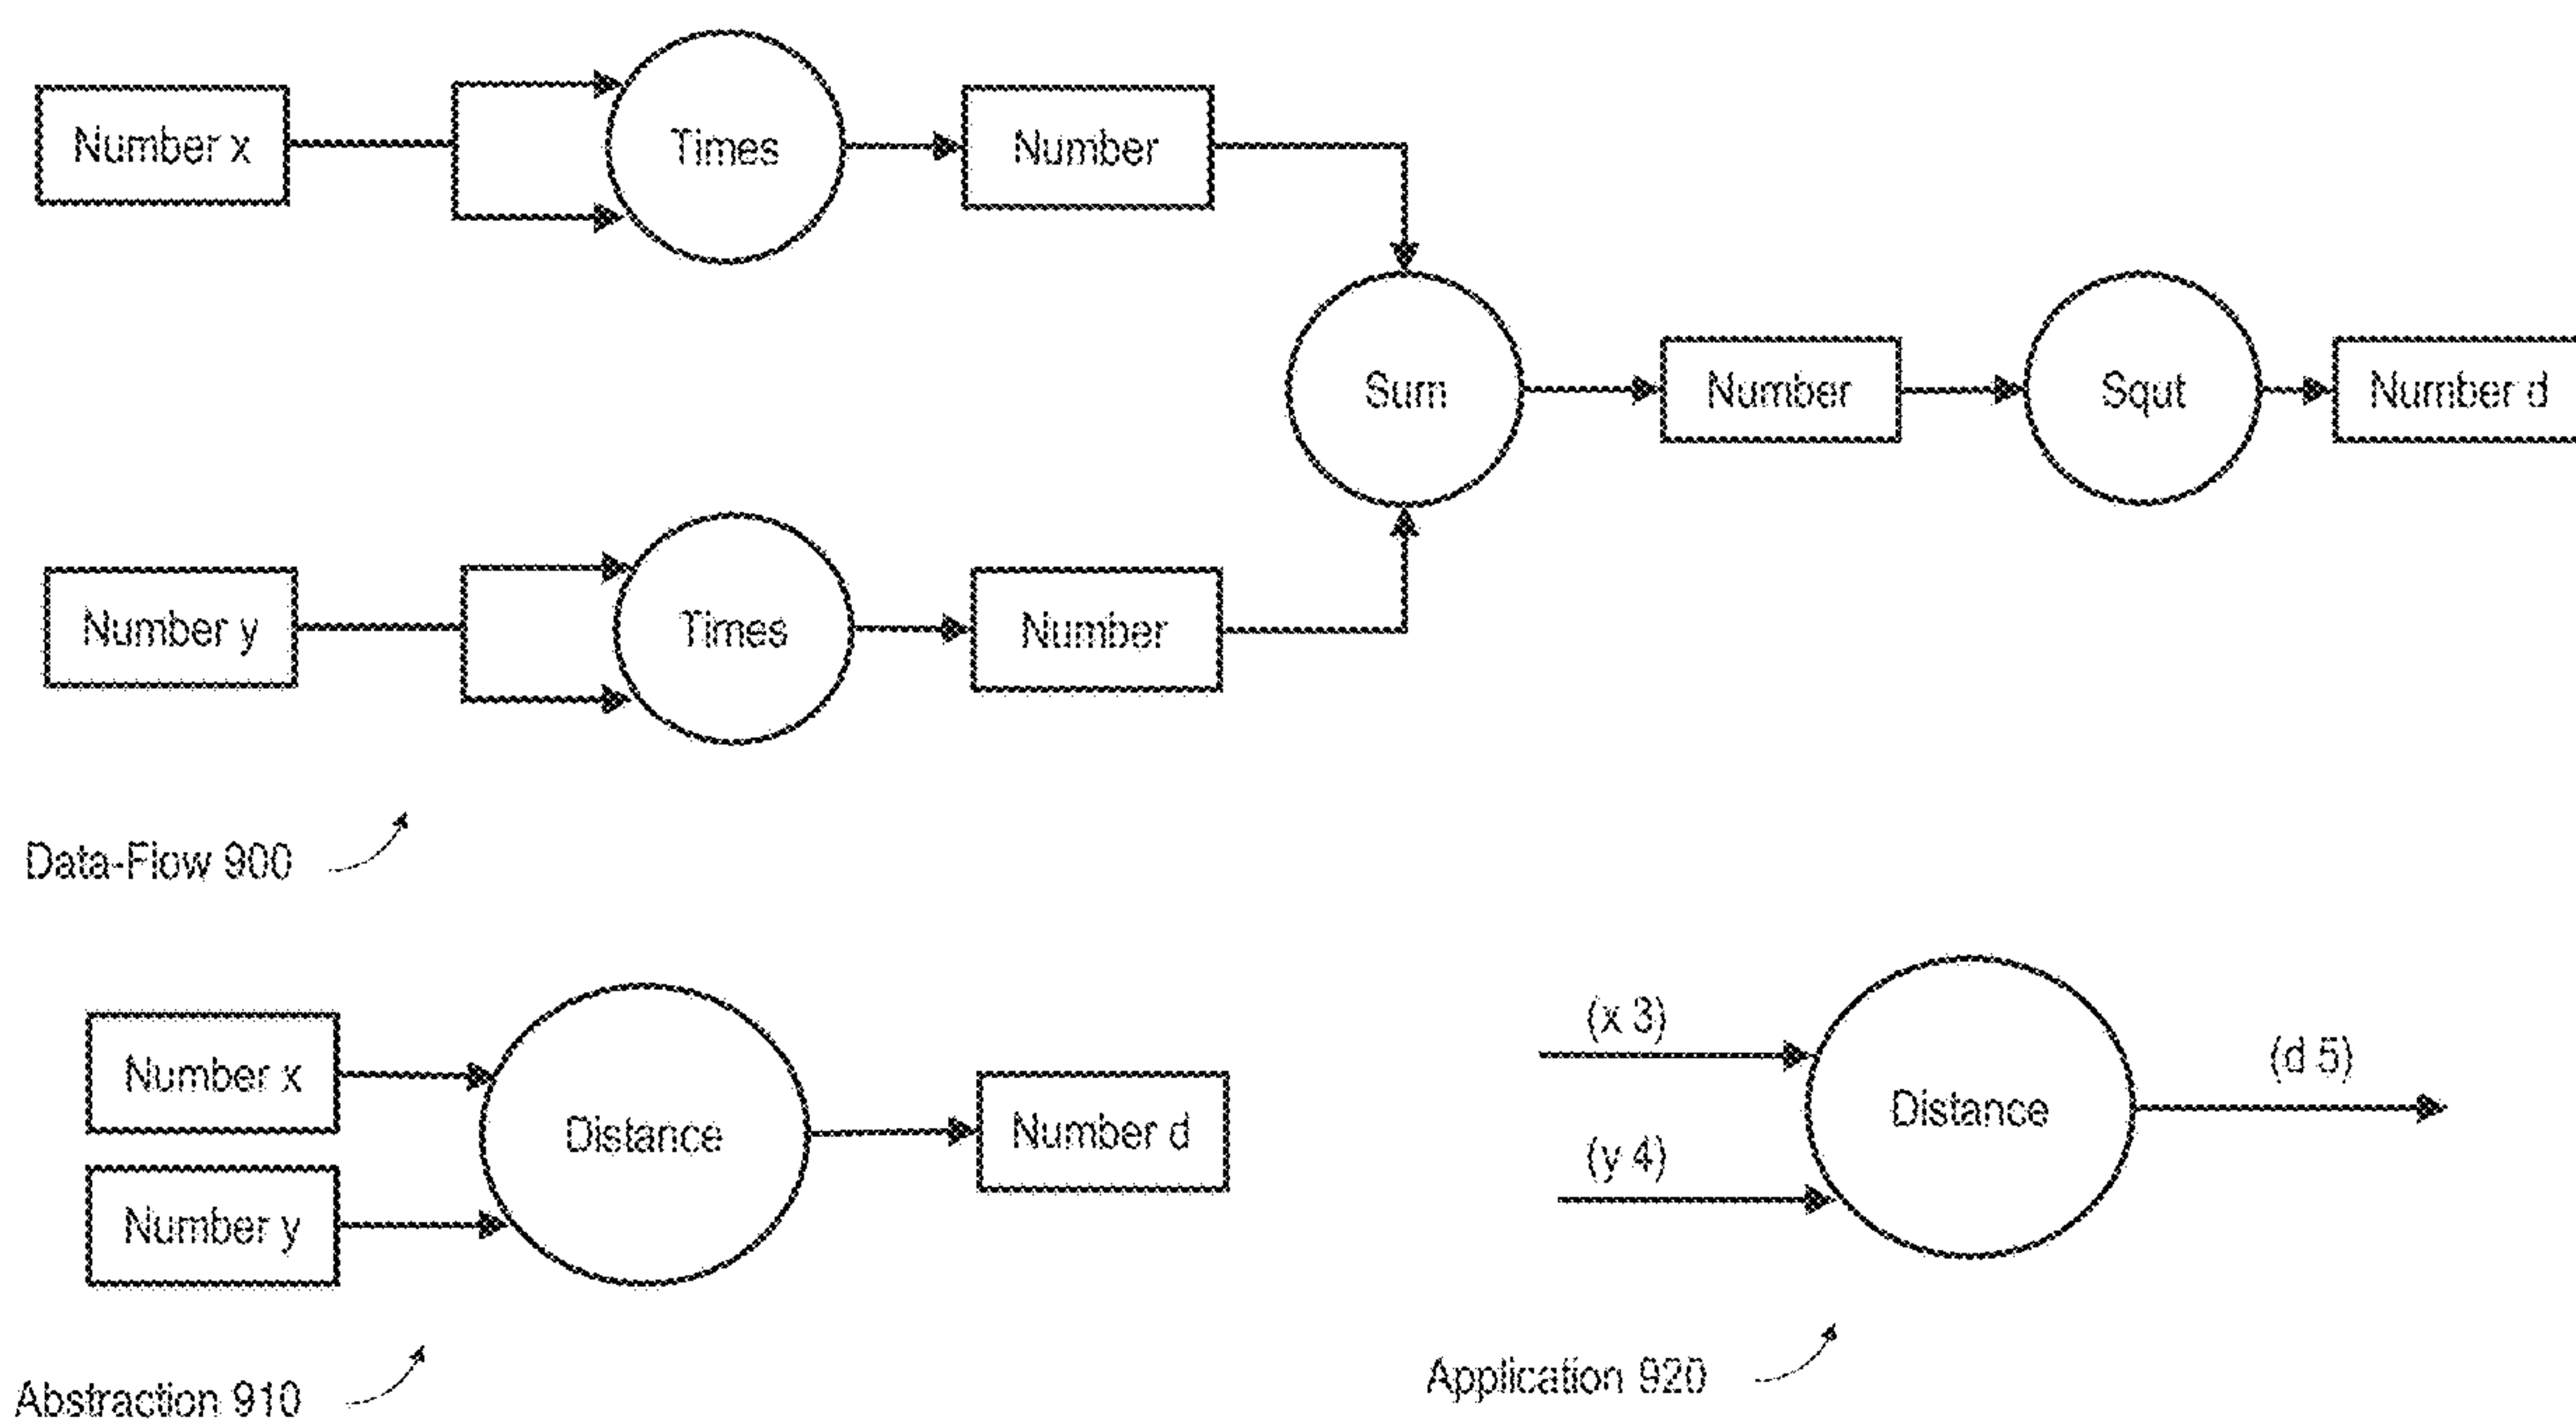 Number x
Times
Number
Sum
Number
Squt
Number d
Number y
Times
Number
Data-Flow 900
Number x
Number y
Distance
Number d
Abstraction 910
(x 3)
(y 4)
Distance
(d 5)
Application 920